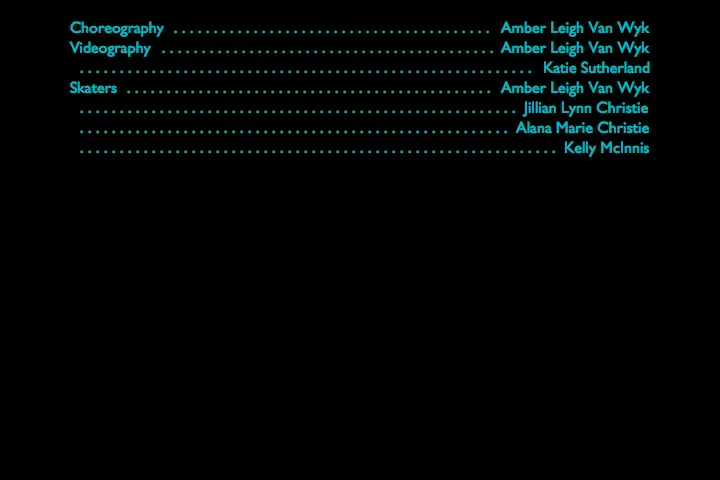 Choreography ........................................ Amber Leigh Van Wyk
Videography .......................................... Amber Leigh Van Wyk
......................................................... Katie Sutherland
Skaters .............................................. Amber Leigh Van Wyk
....................................................... Jillian Lynn Christie
...................................................... Alana Marie Christie
............................................................ Kelly McInnis